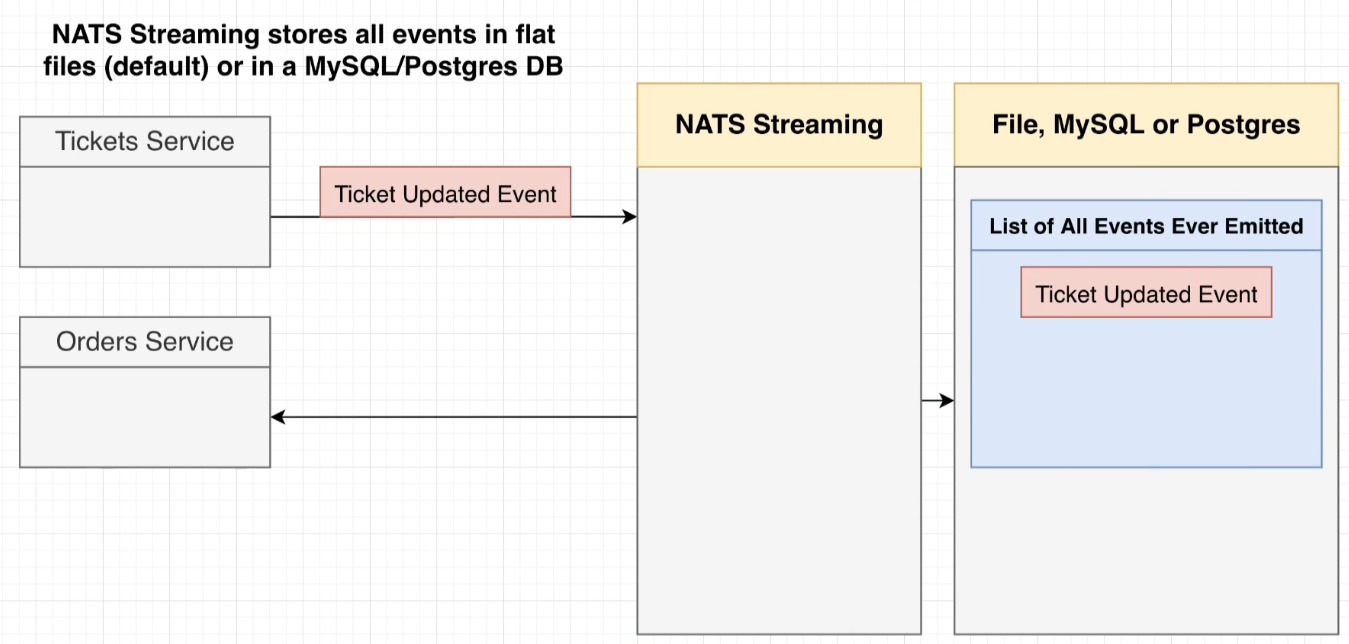 NATS Streaming stores all events in flat
files (default) or in a MySQL/Postgres DB
Tickets Service
Ticket Updated Event
NATS Streaming
File, MySQL or Postgres
List of All Events Ever Emitted
Ticket Updated Event
Orders Service